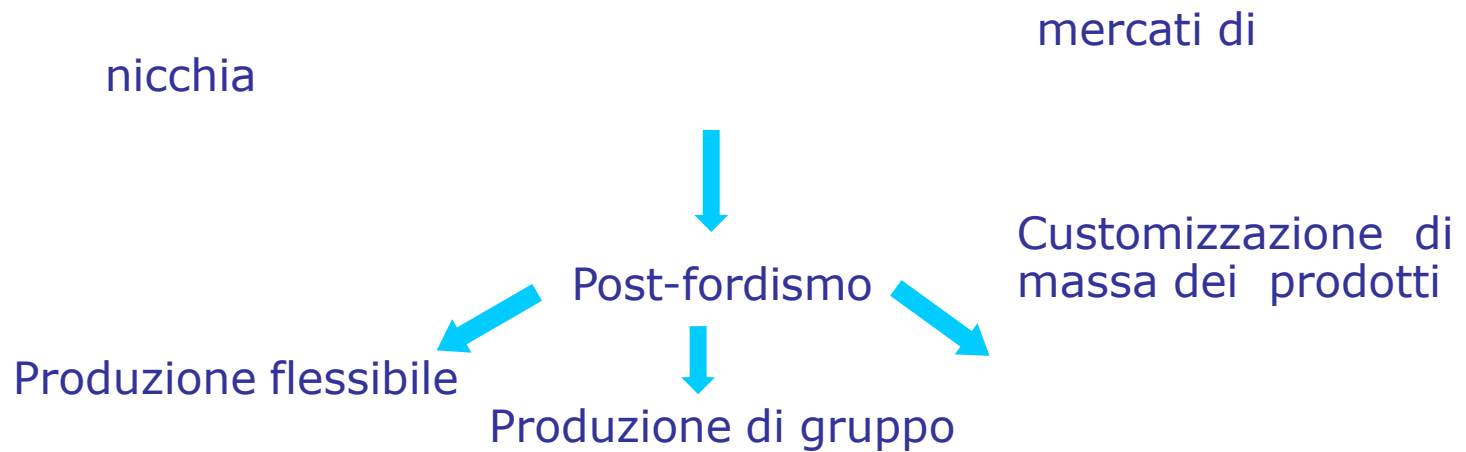 mercati di
nicchia
Customizzazione di
massa dei prodotti
Post-fordismo
Produzione flessibile
Produzione di gruppo